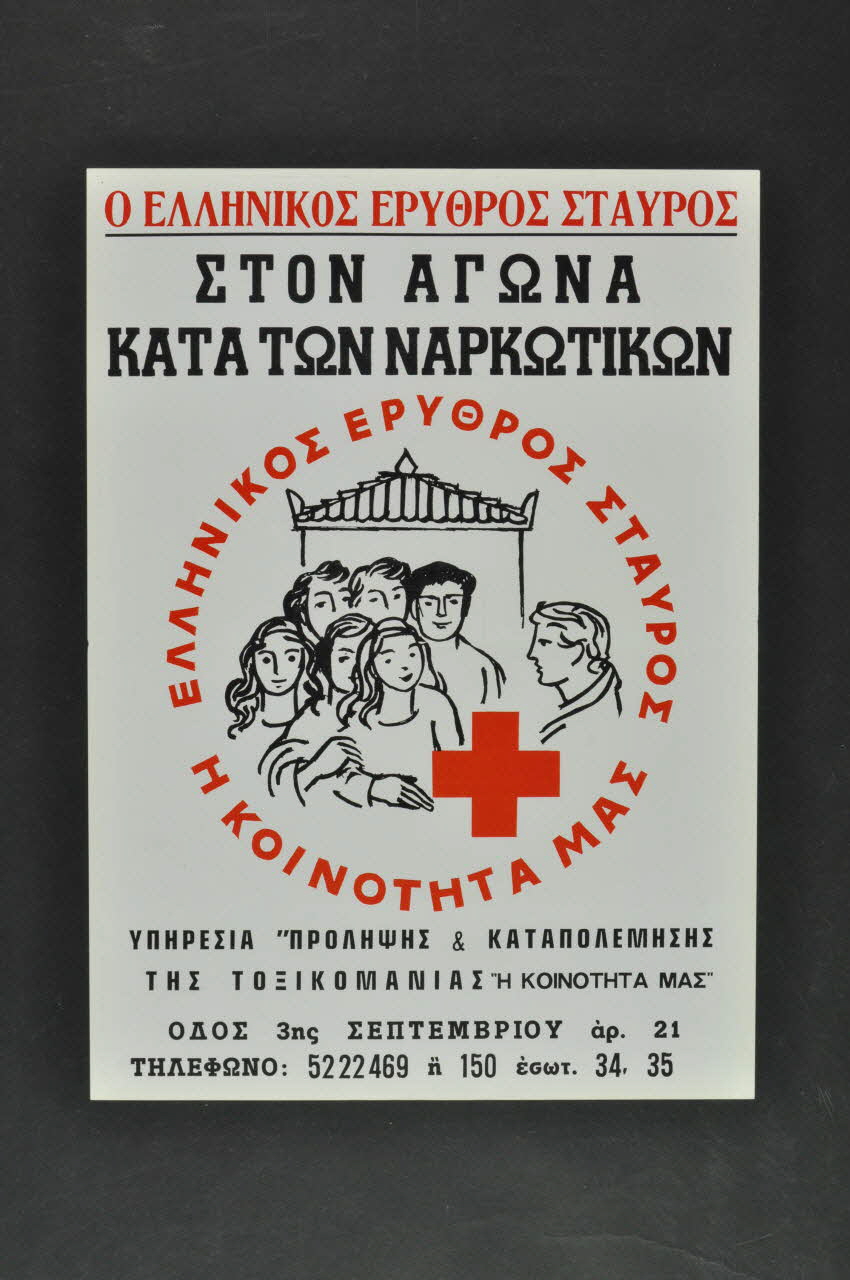 Ο ΕΛΛΗΝΙΚΟΣ ΕΡΥΘΡΟΣ ΣΤΑΥΡΟΣ
ΣΤΟΝ ΑΓΩΝΑ
ΚΑΤΑ ΤΩΝ ΝΑΡΚΩΤΙΚΩΝ
ΕΛΛΗΝΙΚΟΣ ΕΡΥΘΡΟΣ ΣΤΑΥΡΟΣ
Η ΚΟΙΝΟΤΗΤΑ ΜΑΣ
ΥΠΗΡΕΣΙΑ "ΠΡΟΛΗΨΗΣ & ΚΑΤΑΠΟΛΕΜΗΣΗΣ
ΤΗΣ ΤΟΞΙΚΟΜΑΝΙΑΣ "Η ΚΟΙΝΟΤΗΤΑ ΜΑΣ"
ΟΔΟΣ 3ης ΣΕΠΤΕΜΒΡΙΟΥ ἀρ. 21
ΤΗΛΕΦΩΝΟ: 5222469 ἤ 150 ἐσωτ. 34, 35